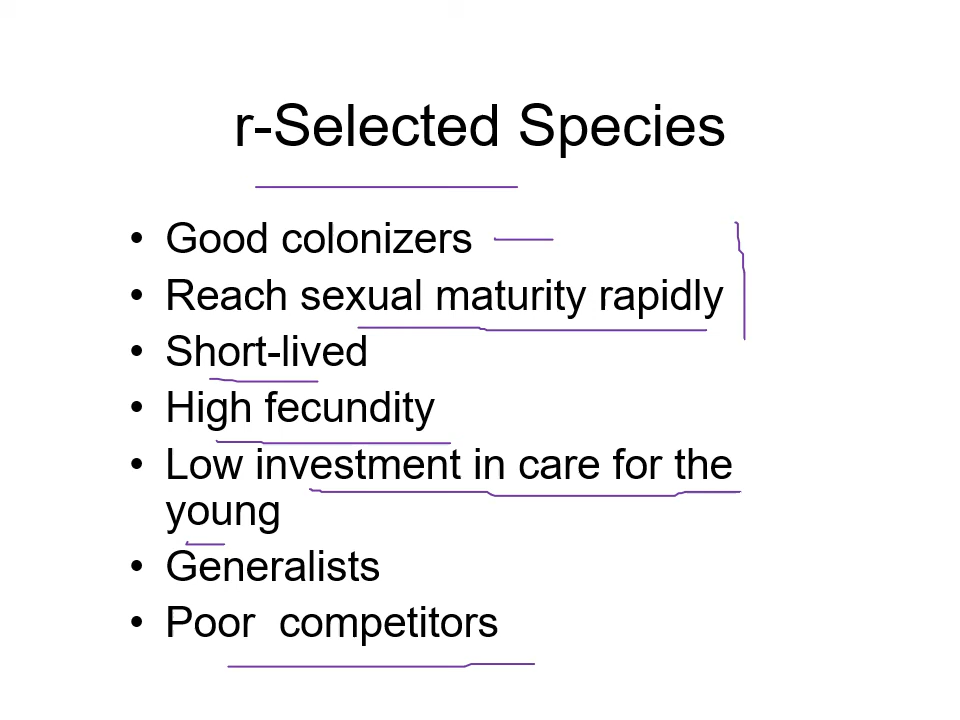 r-Selected Species
• Good colonizers
• Reach sexual maturity rapidly
• Short-lived
• High fecundity
• Low investment in care for the
young
• Generalists
• Poor  competitors